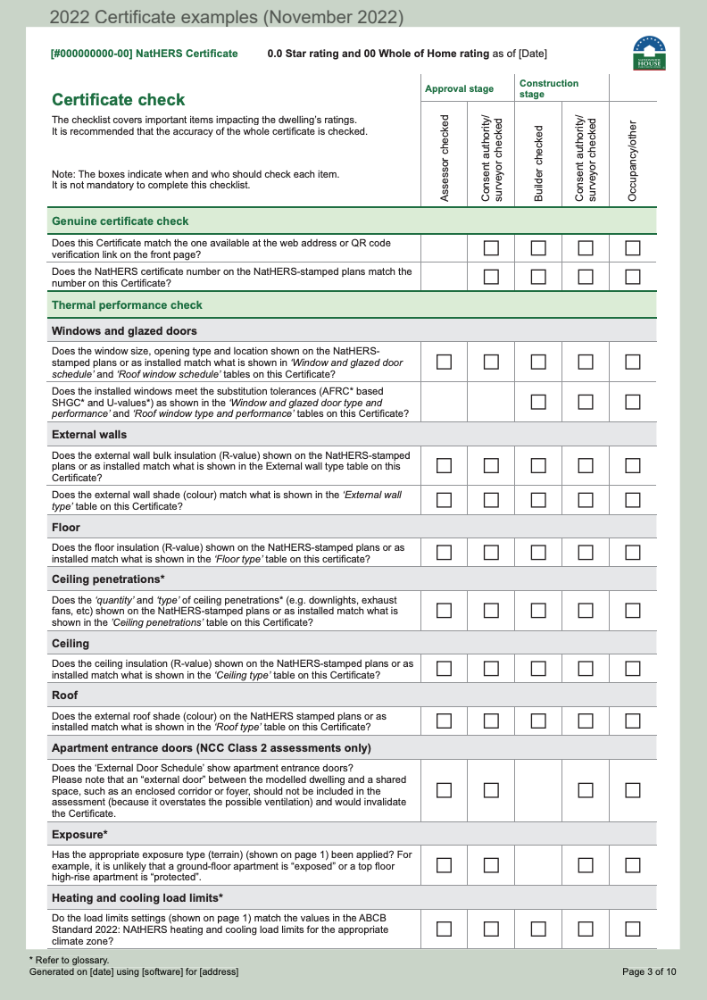 2022 Certificate examples (November 2022)
[#000000000-00] NatHERS Certificate
0.0 Star rating and 00 Whole of Home rating as of [Date]
HOUSE
Certificate check
The checklist covers important items impacting the dwelling's ratings.
It is recommended that the accuracy of the whole certificate is checked.
Note: The boxes indicate when and who should check each item.
It is not mandatory to complete this checklist.
Approval stage
Construction
stage
Assessor checked
Consent authority/
surveyor checked
Builder checked
Consent authority/
surveyor checked
Occupancy/other
Genuine certificate check
Does this Certificate match the one available at the web address or QR code
verification link on the front page?
Does the NatHERS certificate number on the NatHERS-stamped plans match the
number on this Certificate?
Thermal performance check
Windows and glazed doors
Does the window size, opening type and location shown on the NatHERS-
stamped plans or as installed match what is shown in 'Window and glazed door
schedule' and 'Roof window schedule' tables on this Certificate?
Does the installed windows meet the substitution tolerances (AFRC* based
SHGC* and U-values*) as shown in the 'Window and glazed door type and
performance' and 'Roof window type and performance' tables on this Certificate?
External walls
Does the external wall bulk insulation (R-value) shown on the NatHERS-stamped
plans or as installed match what is shown in the External wall type table on this
Certificate?
Does the external wall shade (colour) match what is shown in the 'External wall
type' table on this Certificate?
Floor
Does the floor insulation (R-value) shown on the NatHERS-stamped plans or as
installed match what is shown in the 'Floor type' table on this certificate?
Ceiling penetrations*
Does the 'quantity' and 'type' of ceiling penetrations* (e.g. downlights, exhaust
fans, etc) shown on the NatHERS-stamped plans or as installed match what is
shown in the 'Ceiling penetrations' table on this Certificate?
Ceiling
Does the ceiling insulation (R-value) shown on the NatHERS-stamped plans or as
installed match what is shown in the 'Ceiling type' table on this Certificate?
Roof
Does the external roof shade (colour) on the NatHERS stamped plans or as
installed match what is shown in the 'Roof type' table on this Certificate?
Apartment entrance doors (NCC Class 2 assessments only)
Does the 'External Door Schedule' show apartment entrance doors?
Please note that an "external door" between the modelled dwelling and a shared
space, such as an enclosed corridor or foyer, should not be included in the
assessment (because it overstates the possible ventilation) and would invalidate
the Certificate.
Exposure*
Has the appropriate exposure type (terrain) (shown on page 1) been applied? For
example, it is unlikely that a ground-floor apartment is "exposed" or a top floor
high-rise apartment is "protected".
Heating and cooling load limits*
Do the load limits settings (shown on page 1) match the values in the ABCB
Standard 2022: NAtHERS heating and cooling load limits for the appropriate
climate zone?
* Refer to glossary.
Generated on [date] using [software] for [address]
Page 3 of 10